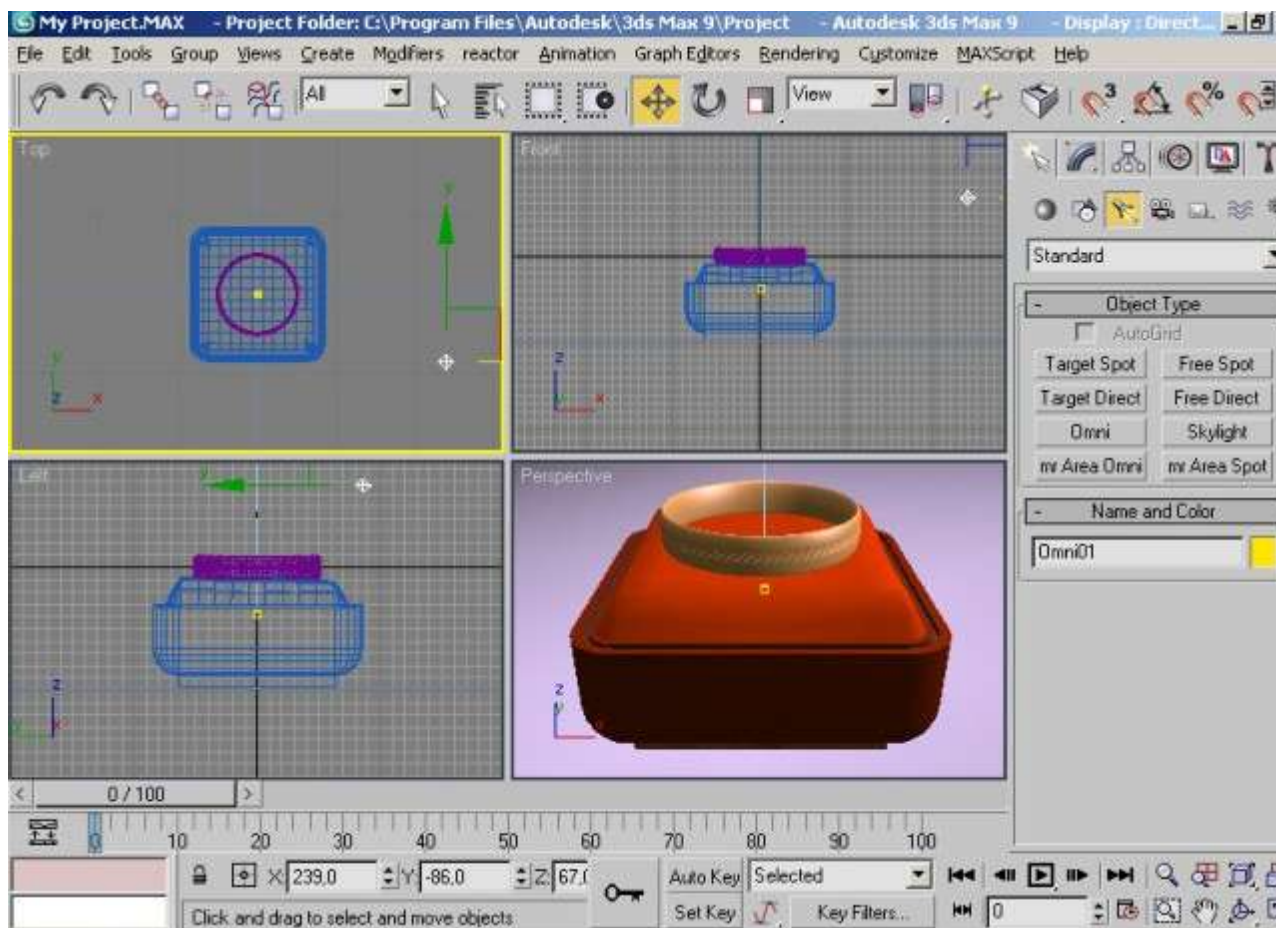 My Project.MAX - Project Folder: C:\Program Files\Autodesk\3ds Max 9\Project - Autodesk 3ds Max 9 - Display : Direct...
File Edit Tools Group Views Create Modifiers reactor Animation Graph Editors Rendering Customize MAXScript Help
All View 3 %
Top Front
Standard
- Object Type
AutoGrid
Target Spot Free Spot
Target Direct Free Direct
Omni Skylight
mr Area Omni mr Area Spot
- Name and Color
Omni01
y
y
z x
z
x
Left Perspective
y
z
y x
z
y
x
< 0 / 100 >
0 10 20 30 40 50 60 70 80 90 100
X: 239,0 Y: -86,0 Z: 67,0 Auto Key Selected
Click and drag to select and move objects Set Key Key Filters... 0